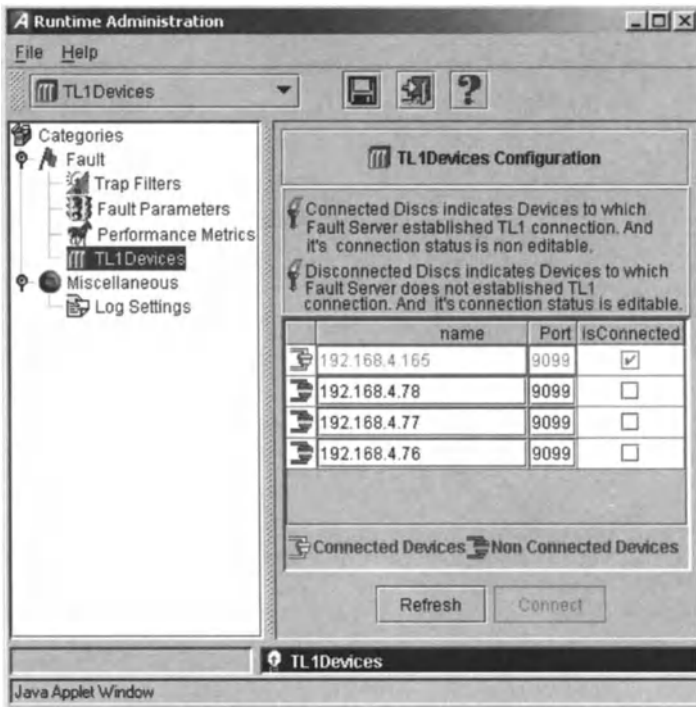 Runtime Administration
File Help
TL1Devices
Categories
Fault
Trap Filters
Fault Parameters
Performance Metrics
TL1Devices
Miscellaneous
Log Settings
TL1Devices Configuration
Connected Discs indicates Devices to which
Fault Server established TL1 connection. And
it's connection status is non editable.
Disconnected Discs indicates Devices to which
Fault Server does not established TL1
connection. And it's connection status is editable.
name Port isConnected
192.168.4.165 9099
192.168.4.78 9099
192.168.4.77 9099
192.168.4.76 9099
Connected Devices Non Connected Devices
Refresh Connect
TL1Devices
Java Applet Window